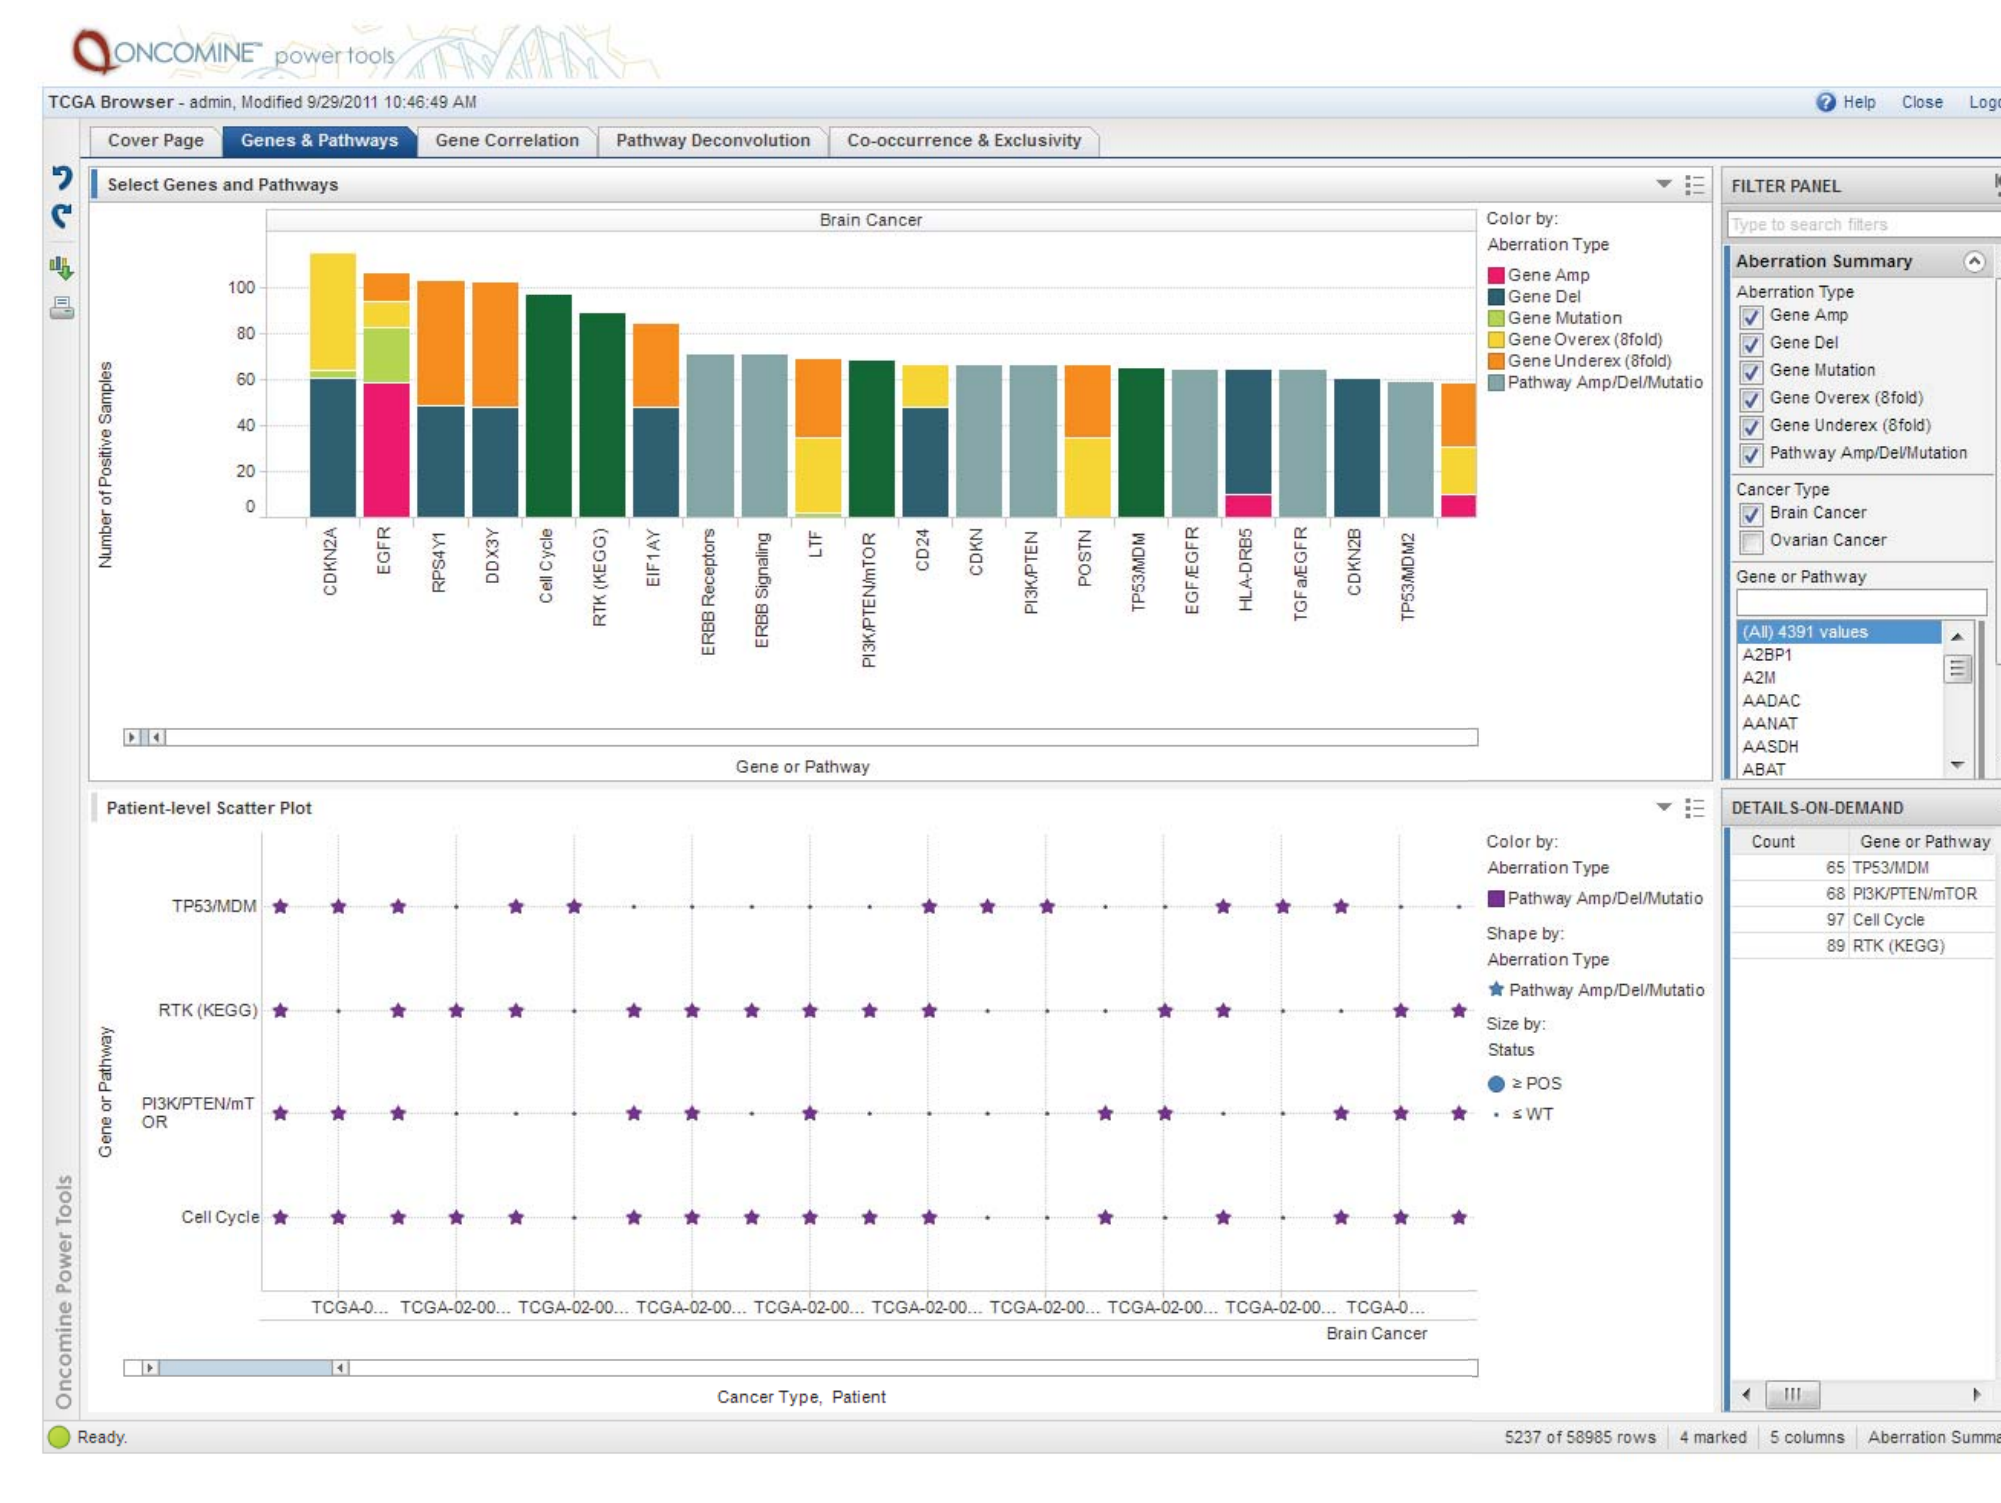 ONCOMINE™ power tools
TCGA Browser - admin, Modified 9/29/2011 10:46:49 AM
Help Close
Cover Page Genes & Pathways Gene Correlation Pathway Deconvolution Co-occurrence & Exclusivity
Select Genes and Pathways
Brain Cancer
Number of Positive Samples
100
80
60
40
20
0
CDKN2A
EGFR
RPS4Y1
DDX3Y
Cell Cycle
RTK (KEGG)
EIF1AY
ERBB Receptors
ERBB Signaling
LTF
PI3K/PTEN/mTOR
CD24
CDKN
PI3K/PTEN
POSTN
TP53/MDM
EGF/EGFR
HLA-DRB5
TGFa/EGFR
CDKN2B
TP53/MDM2
Gene or Pathway
Color by:
Aberration Type
Gene Amp
Gene Del
Gene Mutation
Gene Overex (8fold)
Gene Underex (8fold)
Pathway Amp/Del/Mutatio
FILTER PANEL
Type to search filters
Aberration Summary
Aberration Type
Gene Amp
Gene Del
Gene Mutation
Gene Overex (8fold)
Gene Underex (8fold)
Pathway Amp/Del/Mutation
Cancer Type
Brain Cancer
Ovarian Cancer
Gene or Pathway
(All) 4391 values
A2BP1
A2M
AADAC
AANAT
AASDH
ABAT
Patient-level Scatter Plot
Gene or Pathway
TP53/MDM
RTK (KEGG)
PI3K/PTEN/mT
OR
Cell Cycle
TCGA-0... TCGA-02-00... TCGA-02-00... TCGA-02-00... TCGA-02-00... TCGA-02-00... TCGA-02-00... TCGA-02-00... TCGA-02-00... TCGA-0...
Brain Cancer
Cancer Type, Patient
Color by:
Aberration Type
Pathway Amp/Del/Mutatio
Shape by:
Aberration Type
Pathway Amp/Del/Mutatio
Size by:
Status
≥ POS
≤ WT
DETAILS-ON-DEMAND
Count Gene or Pathway
65 TP53/MDM
68 PI3K/PTEN/mTOR
97 Cell Cycle
89 RTK (KEGG)
Oncomine Power Tools
Ready.
5237 of 58985 rows 4 marked 5 columns Aberration Summa